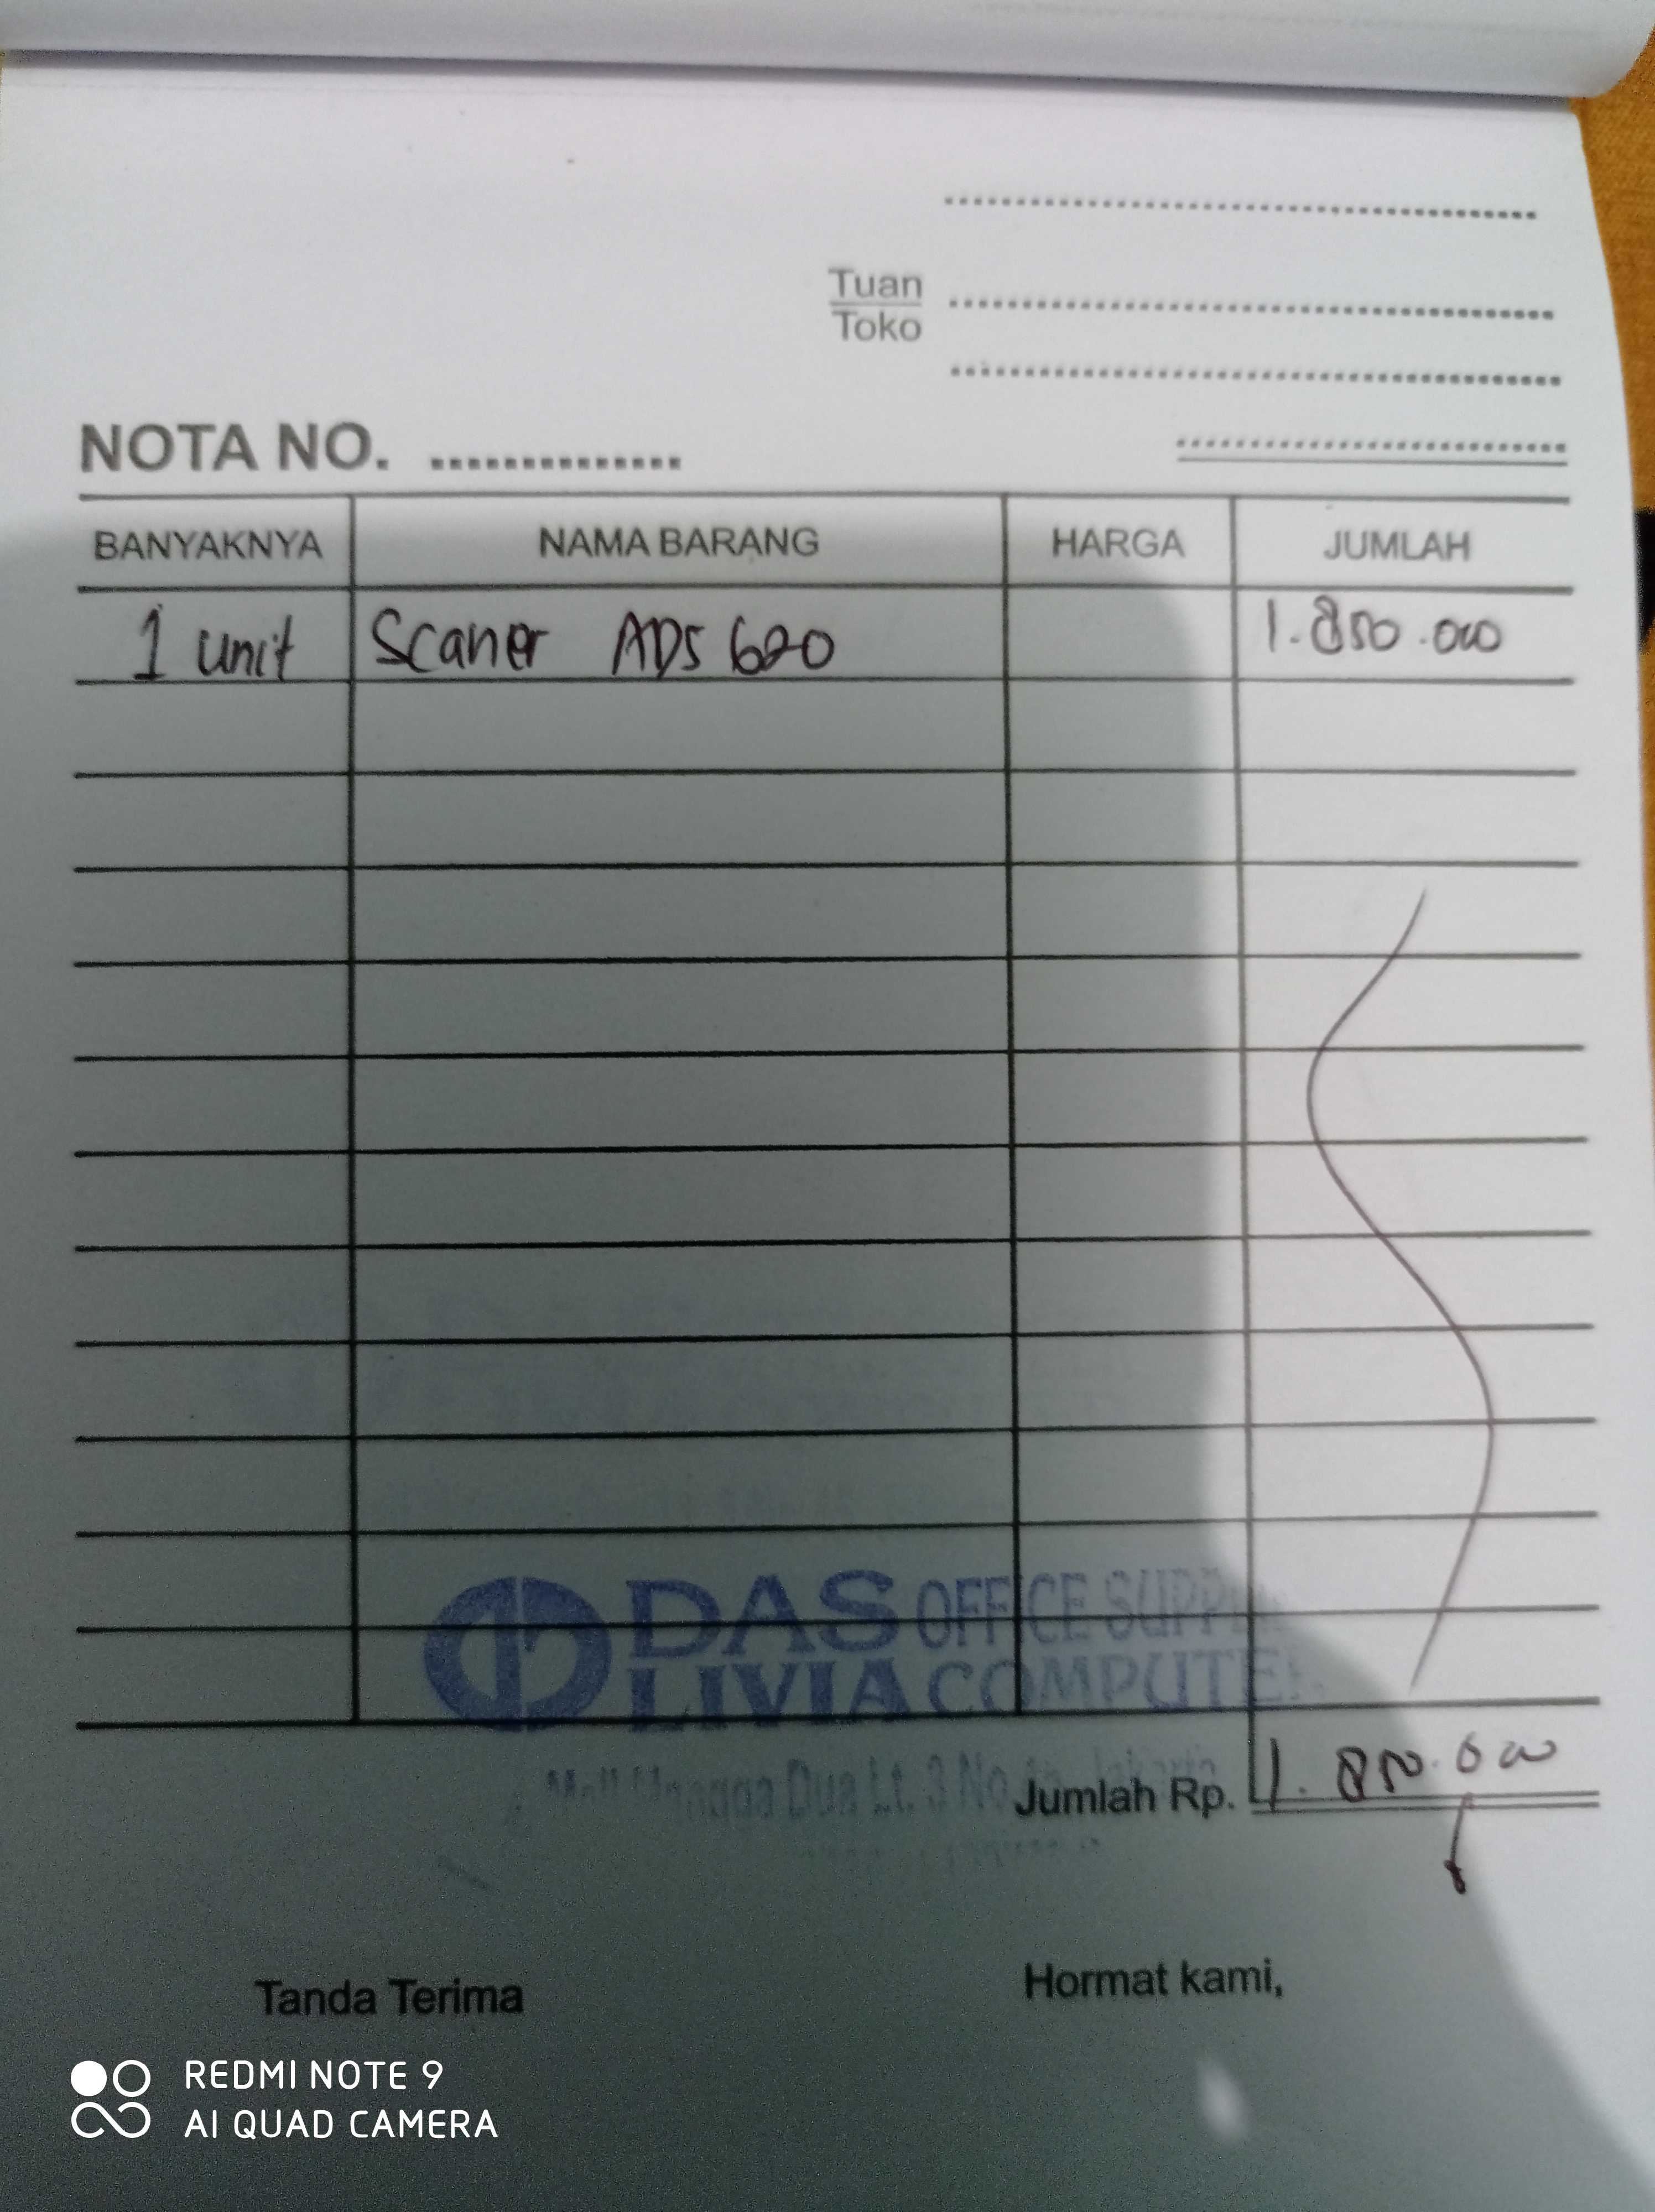 Tuan
Toko
NOTA NO.
BANYAKNYA NAMA BARANG HARGA JUMLAH
1 unit Scaner ADS 620 1.850.000
DAS OFFICE SUPP
LIVIA COMPUTE
Mall Mangga Dua Lt. 3 No
Jumlah Rp. 1.850.000
Tanda Terima Hormat kami,
REDMI NOTE 9
AI QUAD CAMERA